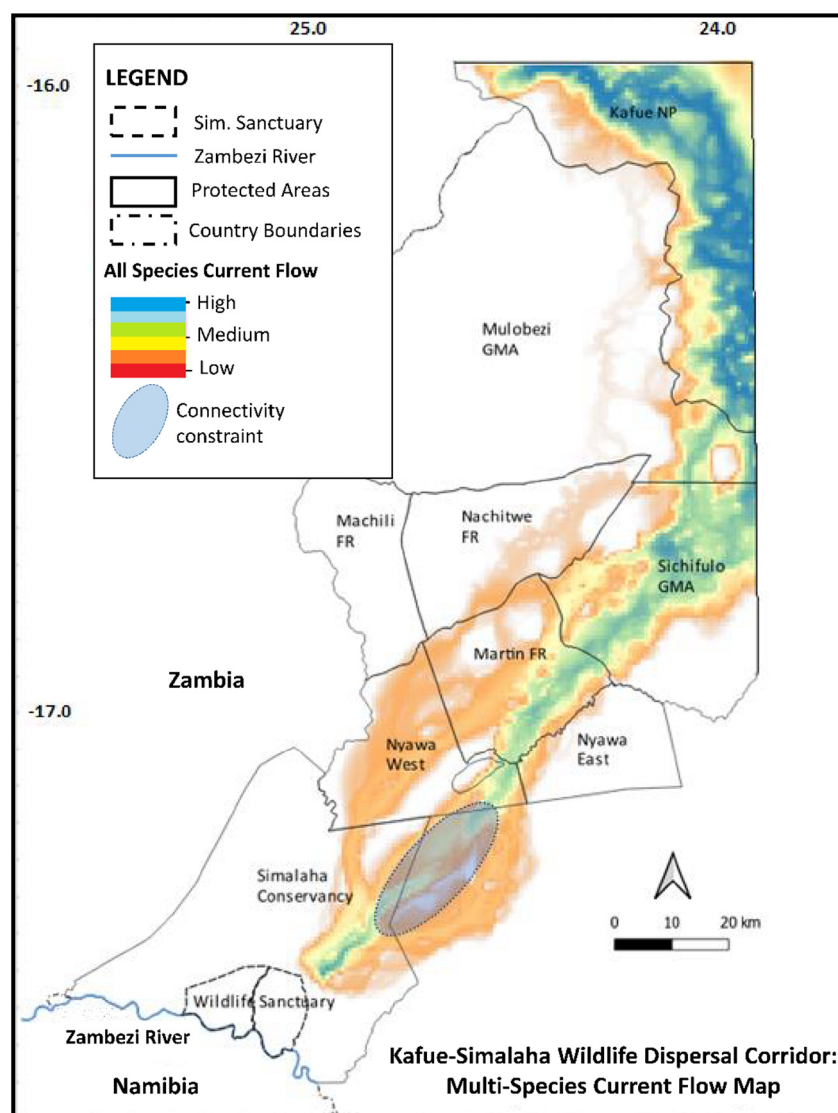 25.0
24.0
-16.0
LEGEND
Sim. Sanctuary
Zambezi River
Protected Areas
Country Boundaries
All Species Current Flow
High
Medium
Low
Connectivity
constraint
Kafue NP
Mulobezi
GMA
Machili
FR
Nachitwe
FR
Sichifulo
GMA
Martin FR
Zambia
-17.0
Nyawa
West
Nyawa
East
Simalaha
Conservancy
0 10 20 km
Wildlife Sanctuary
Zambezi River
Namibia
Kafue-Simalaha Wildlife Dispersal Corridor:
Multi-Species Current Flow Map